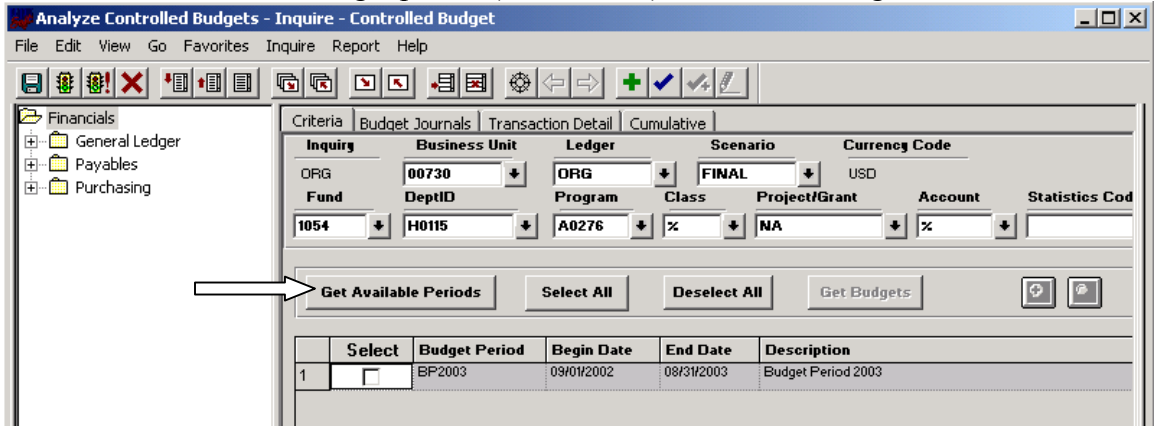 Analyze Controlled Budgets - Inquire - Controlled Budget
File Edit View Go Favorites Inquire Report Help
Financials
General Ledger
Payables
Purchasing
Criteria Budget Journals Transaction Detail Cumulative
Inquiry Business Unit Ledger Scenario Currency Code
ORG 00730 ORG FINAL USD
Fund DeptID Program Class Project/Grant Account Statistics Cod
1054 H0115 A0276 % NA %
Get Available Periods Select All Deselect All Get Budgets
Select Budget Period Begin Date End Date Description
1 BP2003 09/01/2002 08/31/2003 Budget Period 2003